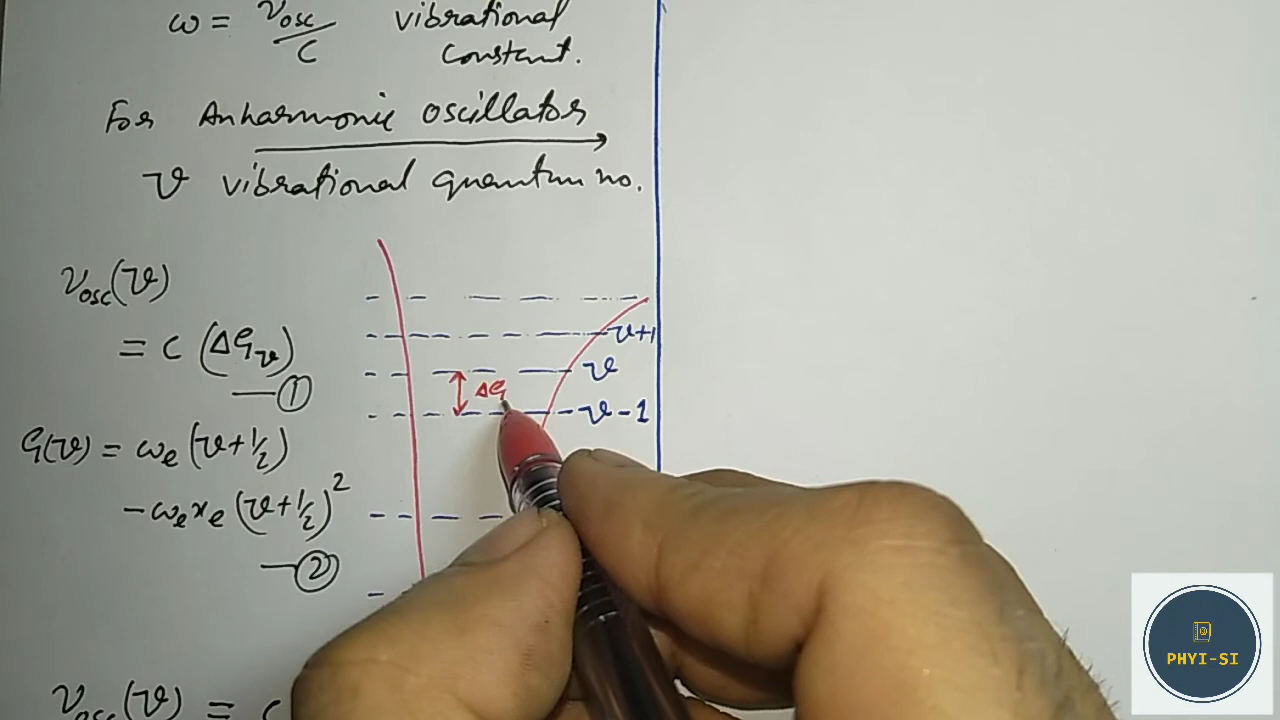 ω = ν_osc / c vibrational
constant.
For Anharmonic oscillators
v vibrational quantum no.
ν_osc(v)
= c (ΔG_v)
—①
G(v) = ω_e (v+1/2)
- ω_e x_e (v+1/2)²
—②
v+1
v
ΔG
v-1
ν_osc(v) = c
PHYI-SI